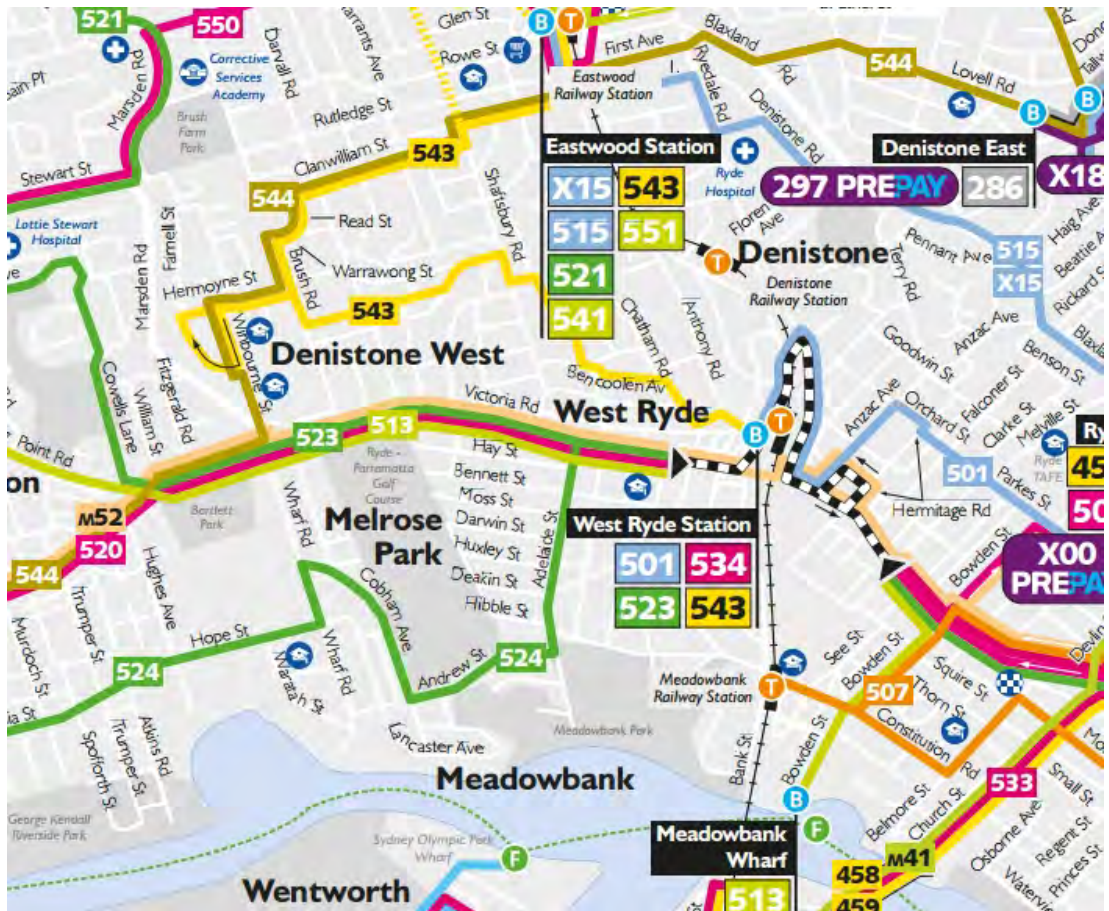 521
550
Glen St
Rowe St
Warrants Ave
Darvall Rd
Marsden Rd
Corrective
Services
Academy
Brush
Farm
Park
Rutledge St
Clanwilliam St
543
544
Stewart St
Lottie Stewart
Hospital
Farnell St
Marsden Rd
Read St
Warrawong St
Brush Rd
Hermoyne St
543
Winbourne St
Shaftsbury Rd
B
T
First Ave
Blaxland
Rd
544
Lovell Rd
B
B
Eastwood
Railway Station
Ryedale Rd
Denistone Rd
Eastwood Station
X15
543
515
551
521
541
Ryde
Hospital
Denistone East
297 PREPAY
286
X18
T
Denistone
Denistone
Railway Station
Terry Rd
Pennant Ave
515
X15
Haig Ave
Beattie Ave
Anzac Ave
Goodwin St
Benson St
Chatham Rd
Anthony Rd
Bencoolen Av
Denistone West
Cowells Lane
William St
Fitzgerald Rd
Victoria Rd
West Ryde
B
T
Anzac Ave
Orchard St
Falconer St
Clarke St
Melville St
501
Parkes St
Ryde
TAFE
Hermitage Rd
Point Rd
523
513
Ryde –
Parramatta
Golf
Course
Hay St
Bennett St
Moss St
Darwin St
Huxley St
Deakin St
Hibble St
Adelaide St
Bartlett
Park
Wharf Rd
Melrose
Park
M52
520
544
Hughes Ave
Trumper St
Murdoch St
Hope St
524
Cobham Ave
Andrew St
524
Wharf Rd
Waratah St
Lancaster Ave
Atkins Rd
Trumper St
Spofforth St
West Ryde Station
501
534
523
543
Bowden St
X00
PREPAY
See St
Bowden St
507
Squire St
Thorn St
Devlin
Constitution Rd
Meadowbank
Railway Station
T
Bank St
Bowden St
Meadowbank Park
Meadowbank
B
F
533
Small St
Belmore St
Church St
Osborne Ave
Regent St
Princes St
M41
458
459
Meadowbank
Wharf
513
George Kendall
Riverside Park
Sydney Olympic Park
Wharf
F
Wentworth